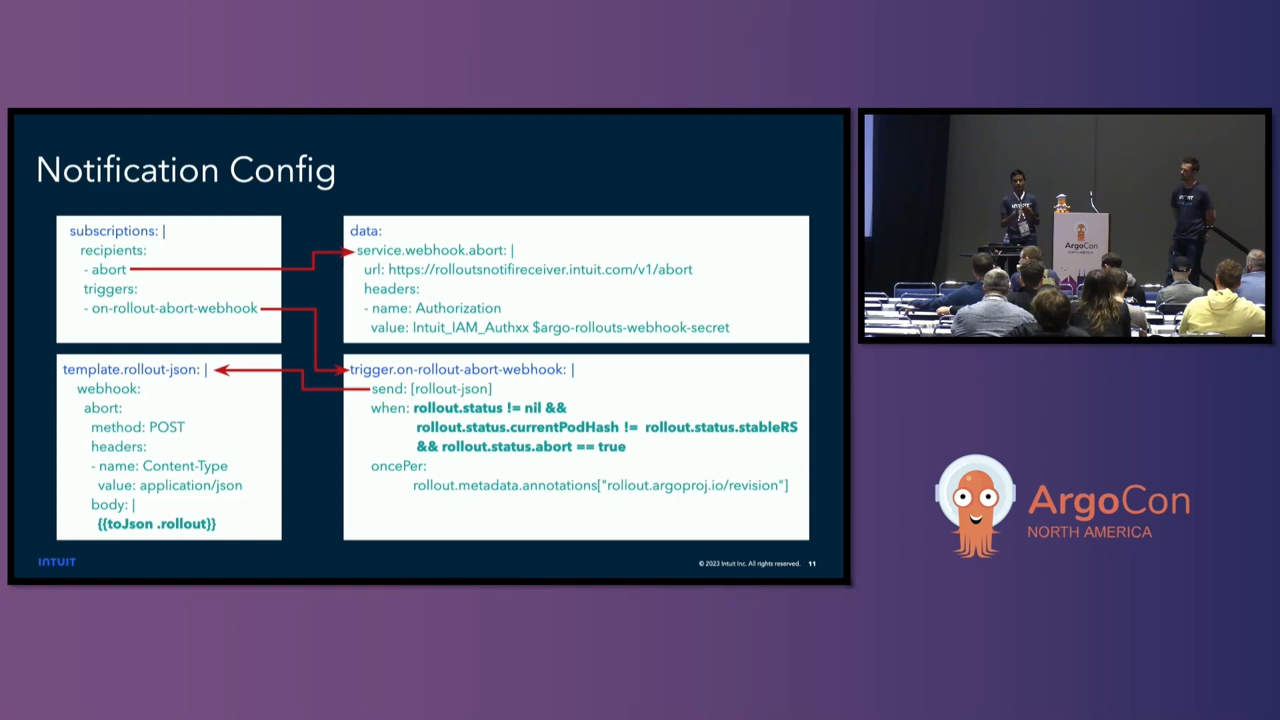 Notification Config
subscriptions: |
recipients:
- abort
triggers:
- on-rollout-abort-webhook
data:
service.webhook.abort: |
url: https://rolloutsnotifireceiver.intuit.com/v1/abort
headers:
- name: Authorization
value: Intuit_IAM_Authxx $argo-rollouts-webhook-secret
template.rollout-json: |
webhook:
abort:
method: POST
headers:
- name: Content-Type
value: application/json
body: |
{{toJson .rollout}}
trigger.on-rollout-abort-webhook: |
send: [rollout-json]
when: rollout.status != nil &&
rollout.status.currentPodHash != rollout.status.stableRS
&& rollout.status.abort == true
oncePer:
rollout.metadata.annotations["rollout.argoproj.io/revision"]
INTUIT
© 2023 Intuit Inc. All rights reserved. 11
ArgoCon
NORTH AMERICA
ArgoCon
NORTH AMERICA